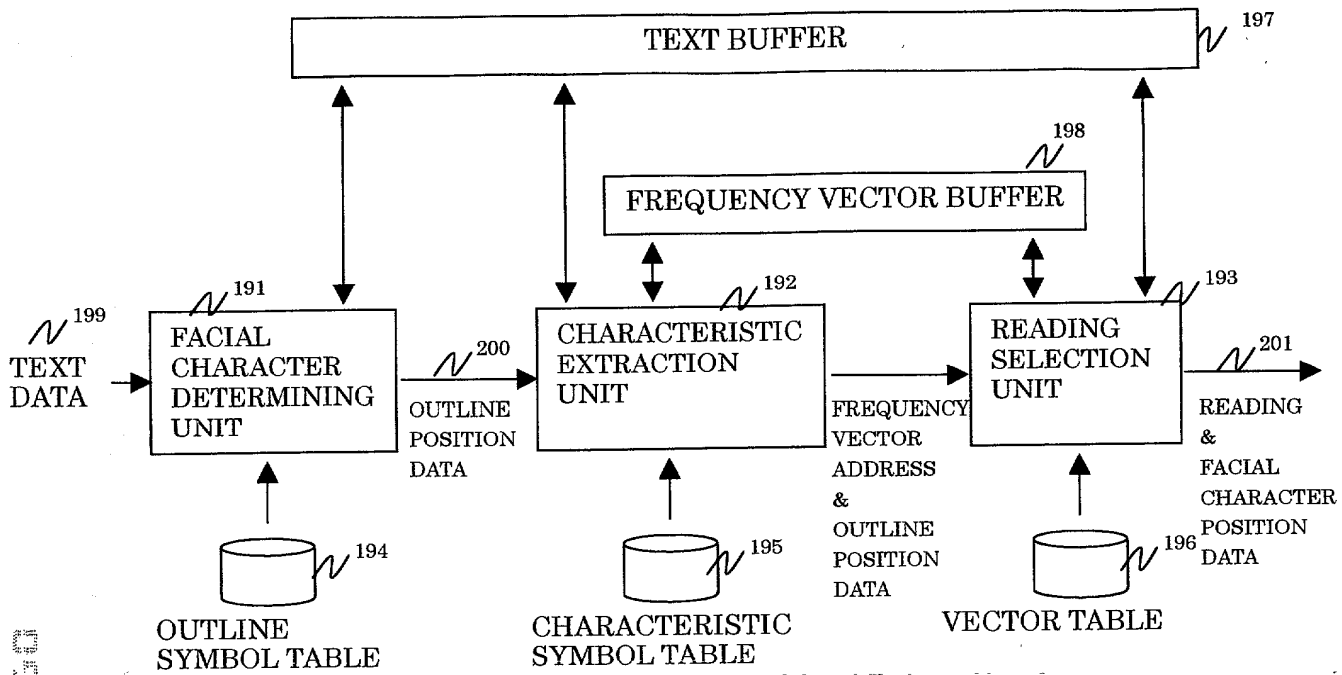 TEXT BUFFER
197
198
FREQUENCY VECTOR BUFFER
199
TEXT
DATA
191
FACIAL
CHARACTER
DETERMINING
UNIT
200
OUTLINE
POSITION
DATA
192
CHARACTERISTIC
EXTRACTION
UNIT
FREQUENCY
VECTOR
ADDRESS
&
OUTLINE
POSITION
DATA
193
READING
SELECTION
UNIT
201
READING
&
FACIAL
CHARACTER
POSITION
DATA
194
OUTLINE
SYMBOL TABLE
195
CHARACTERISTIC
SYMBOL TABLE
196
VECTOR TABLE